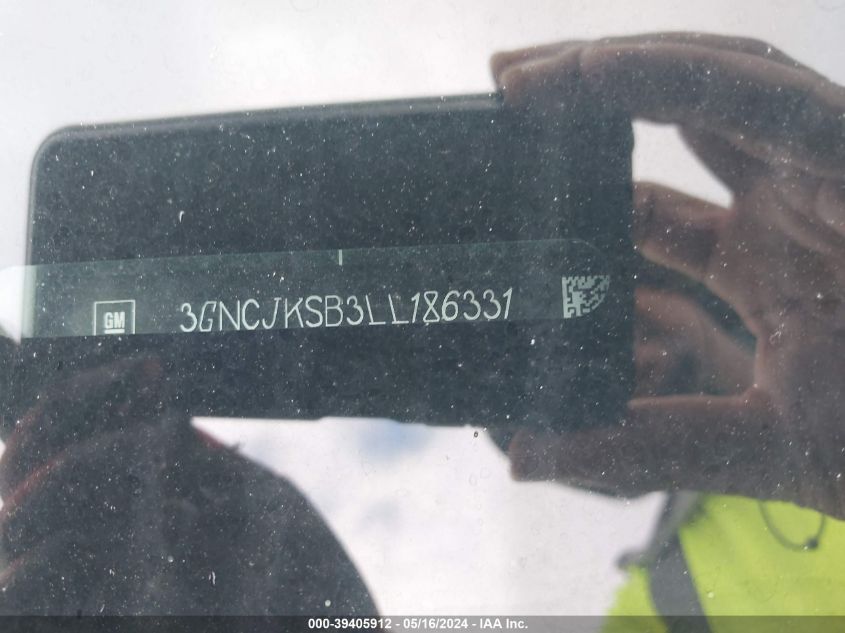 GM
3GNCJKSB3LL186331
000-39405912 - 05/16/2024 - IAA Inc.